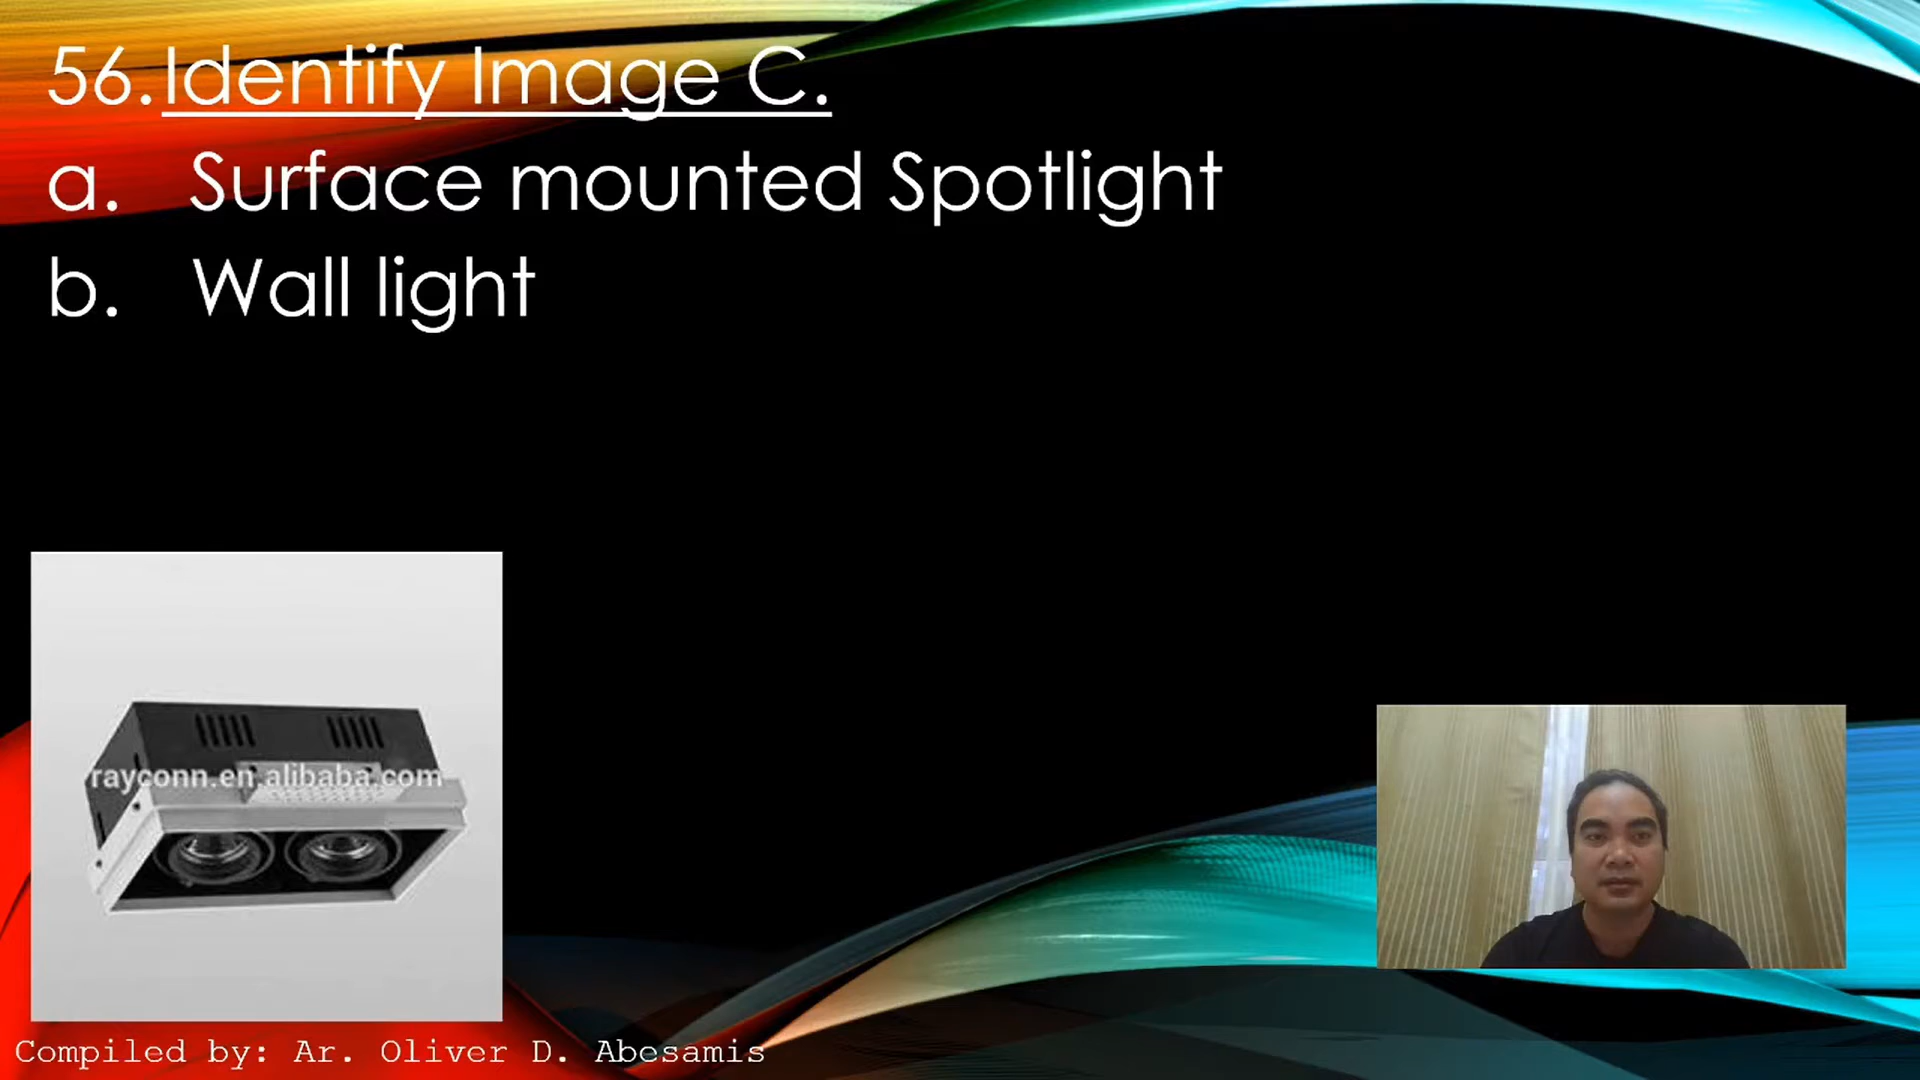 56. Identify Image C.
a. Surface mounted Spotlight
b. Wall light
rayconn.en.alibaba.com
Compiled by: Ar. Oliver D. Abesamis